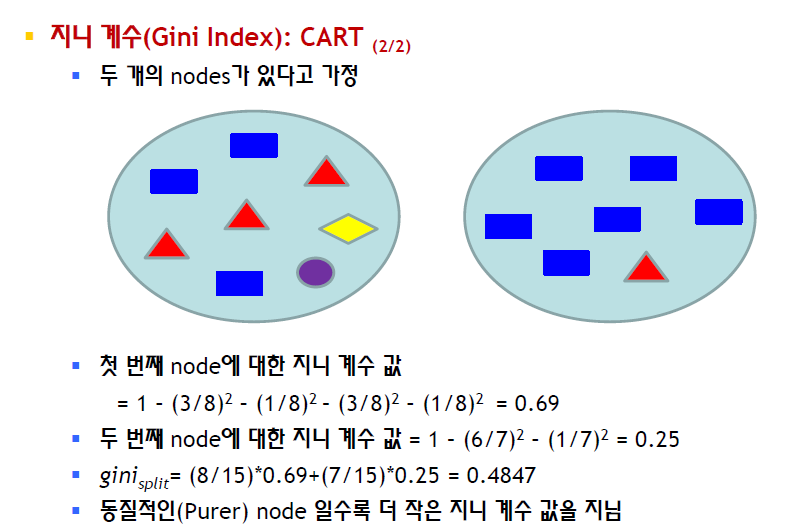 지니 계수(Gini Index): CART (2/2)
두 개의 nodes가 있다고 가정
첫 번째 node에 대한 지니 계수 값
= 1 - (3/8)² - (1/8)² - (3/8)² - (1/8)² = 0.69
두 번째 node에 대한 지니 계수 값 = 1 - (6/7)² - (1/7)² = 0.25
gini_split= (8/15)*0.69+(7/15)*0.25 = 0.4847
동질적인(Purer) node 일수록 더 작은 지니 계수 값을 지님